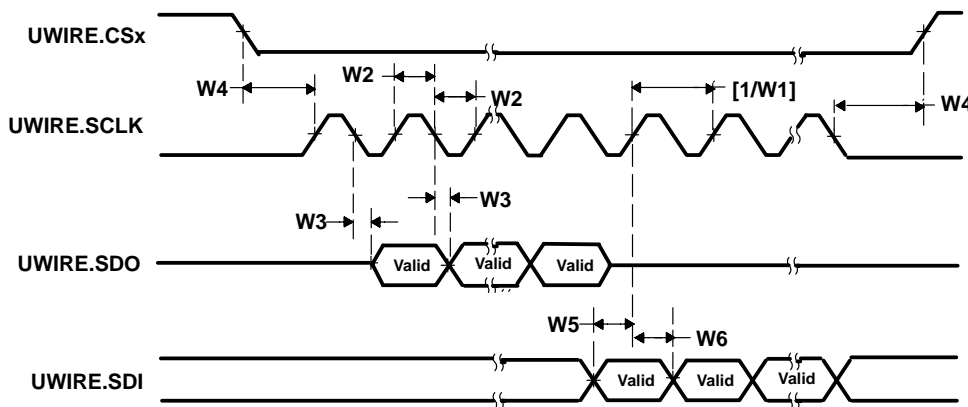 UWIRE.CSx
W2
W4
W2
[1/W1]
W4
UWIRE.SCLK
W3
W3
UWIRE.SDO
Valid
Valid
Valid
W5
W6
UWIRE.SDI
Valid
Valid
Valid